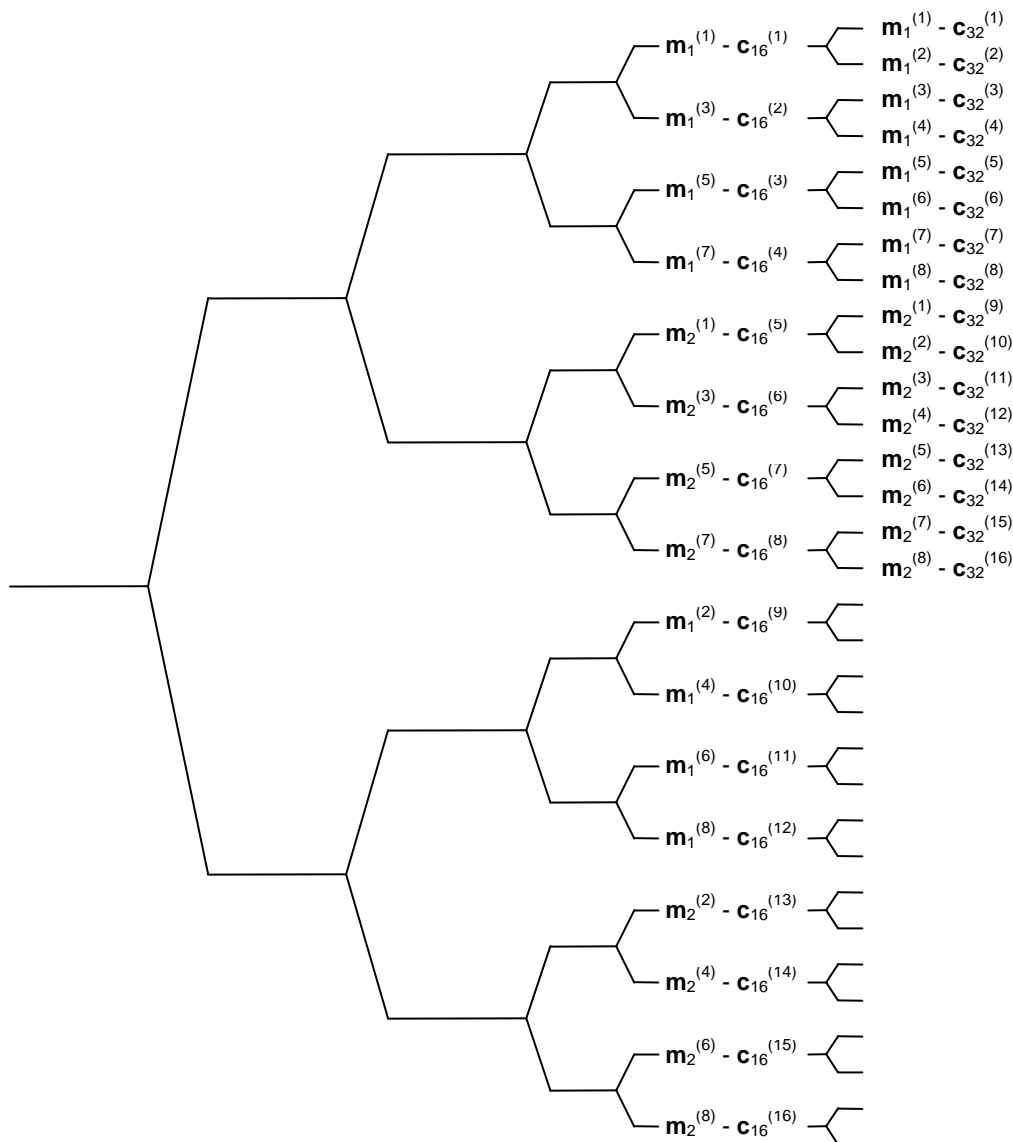 m₁⁽¹⁾ - c₁₆⁽¹⁾
m₁⁽¹⁾ - c₃₂⁽¹⁾
m₁⁽²⁾ - c₃₂⁽²⁾
m₁⁽³⁾ - c₁₆⁽²⁾
m₁⁽³⁾ - c₃₂⁽³⁾
m₁⁽⁴⁾ - c₃₂⁽⁴⁾
m₁⁽⁵⁾ - c₁₆⁽³⁾
m₁⁽⁵⁾ - c₃₂⁽⁵⁾
m₁⁽⁶⁾ - c₃₂⁽⁶⁾
m₁⁽⁷⁾ - c₁₆⁽⁴⁾
m₁⁽⁷⁾ - c₃₂⁽⁷⁾
m₁⁽⁸⁾ - c₃₂⁽⁸⁾
m₂⁽¹⁾ - c₁₆⁽⁵⁾
m₂⁽¹⁾ - c₃₂⁽⁹⁾
m₂⁽²⁾ - c₃₂⁽¹⁰⁾
m₂⁽³⁾ - c₁₆⁽⁶⁾
m₂⁽³⁾ - c₃₂⁽¹¹⁾
m₂⁽⁴⁾ - c₃₂⁽¹²⁾
m₂⁽⁵⁾ - c₁₆⁽⁷⁾
m₂⁽⁵⁾ - c₃₂⁽¹³⁾
m₂⁽⁶⁾ - c₃₂⁽¹⁴⁾
m₂⁽⁷⁾ - c₁₆⁽⁸⁾
m₂⁽⁷⁾ - c₃₂⁽¹⁵⁾
m₂⁽⁸⁾ - c₃₂⁽¹⁶⁾
m₁⁽²⁾ - c₁₆⁽⁹⁾
m₁⁽⁴⁾ - c₁₆⁽¹⁰⁾
m₁⁽⁶⁾ - c₁₆⁽¹¹⁾
m₁⁽⁸⁾ - c₁₆⁽¹²⁾
m₂⁽²⁾ - c₁₆⁽¹³⁾
m₂⁽⁴⁾ - c₁₆⁽¹⁴⁾
m₂⁽⁶⁾ - c₁₆⁽¹⁵⁾
m₂⁽⁸⁾ - c₁₆⁽¹⁶⁾